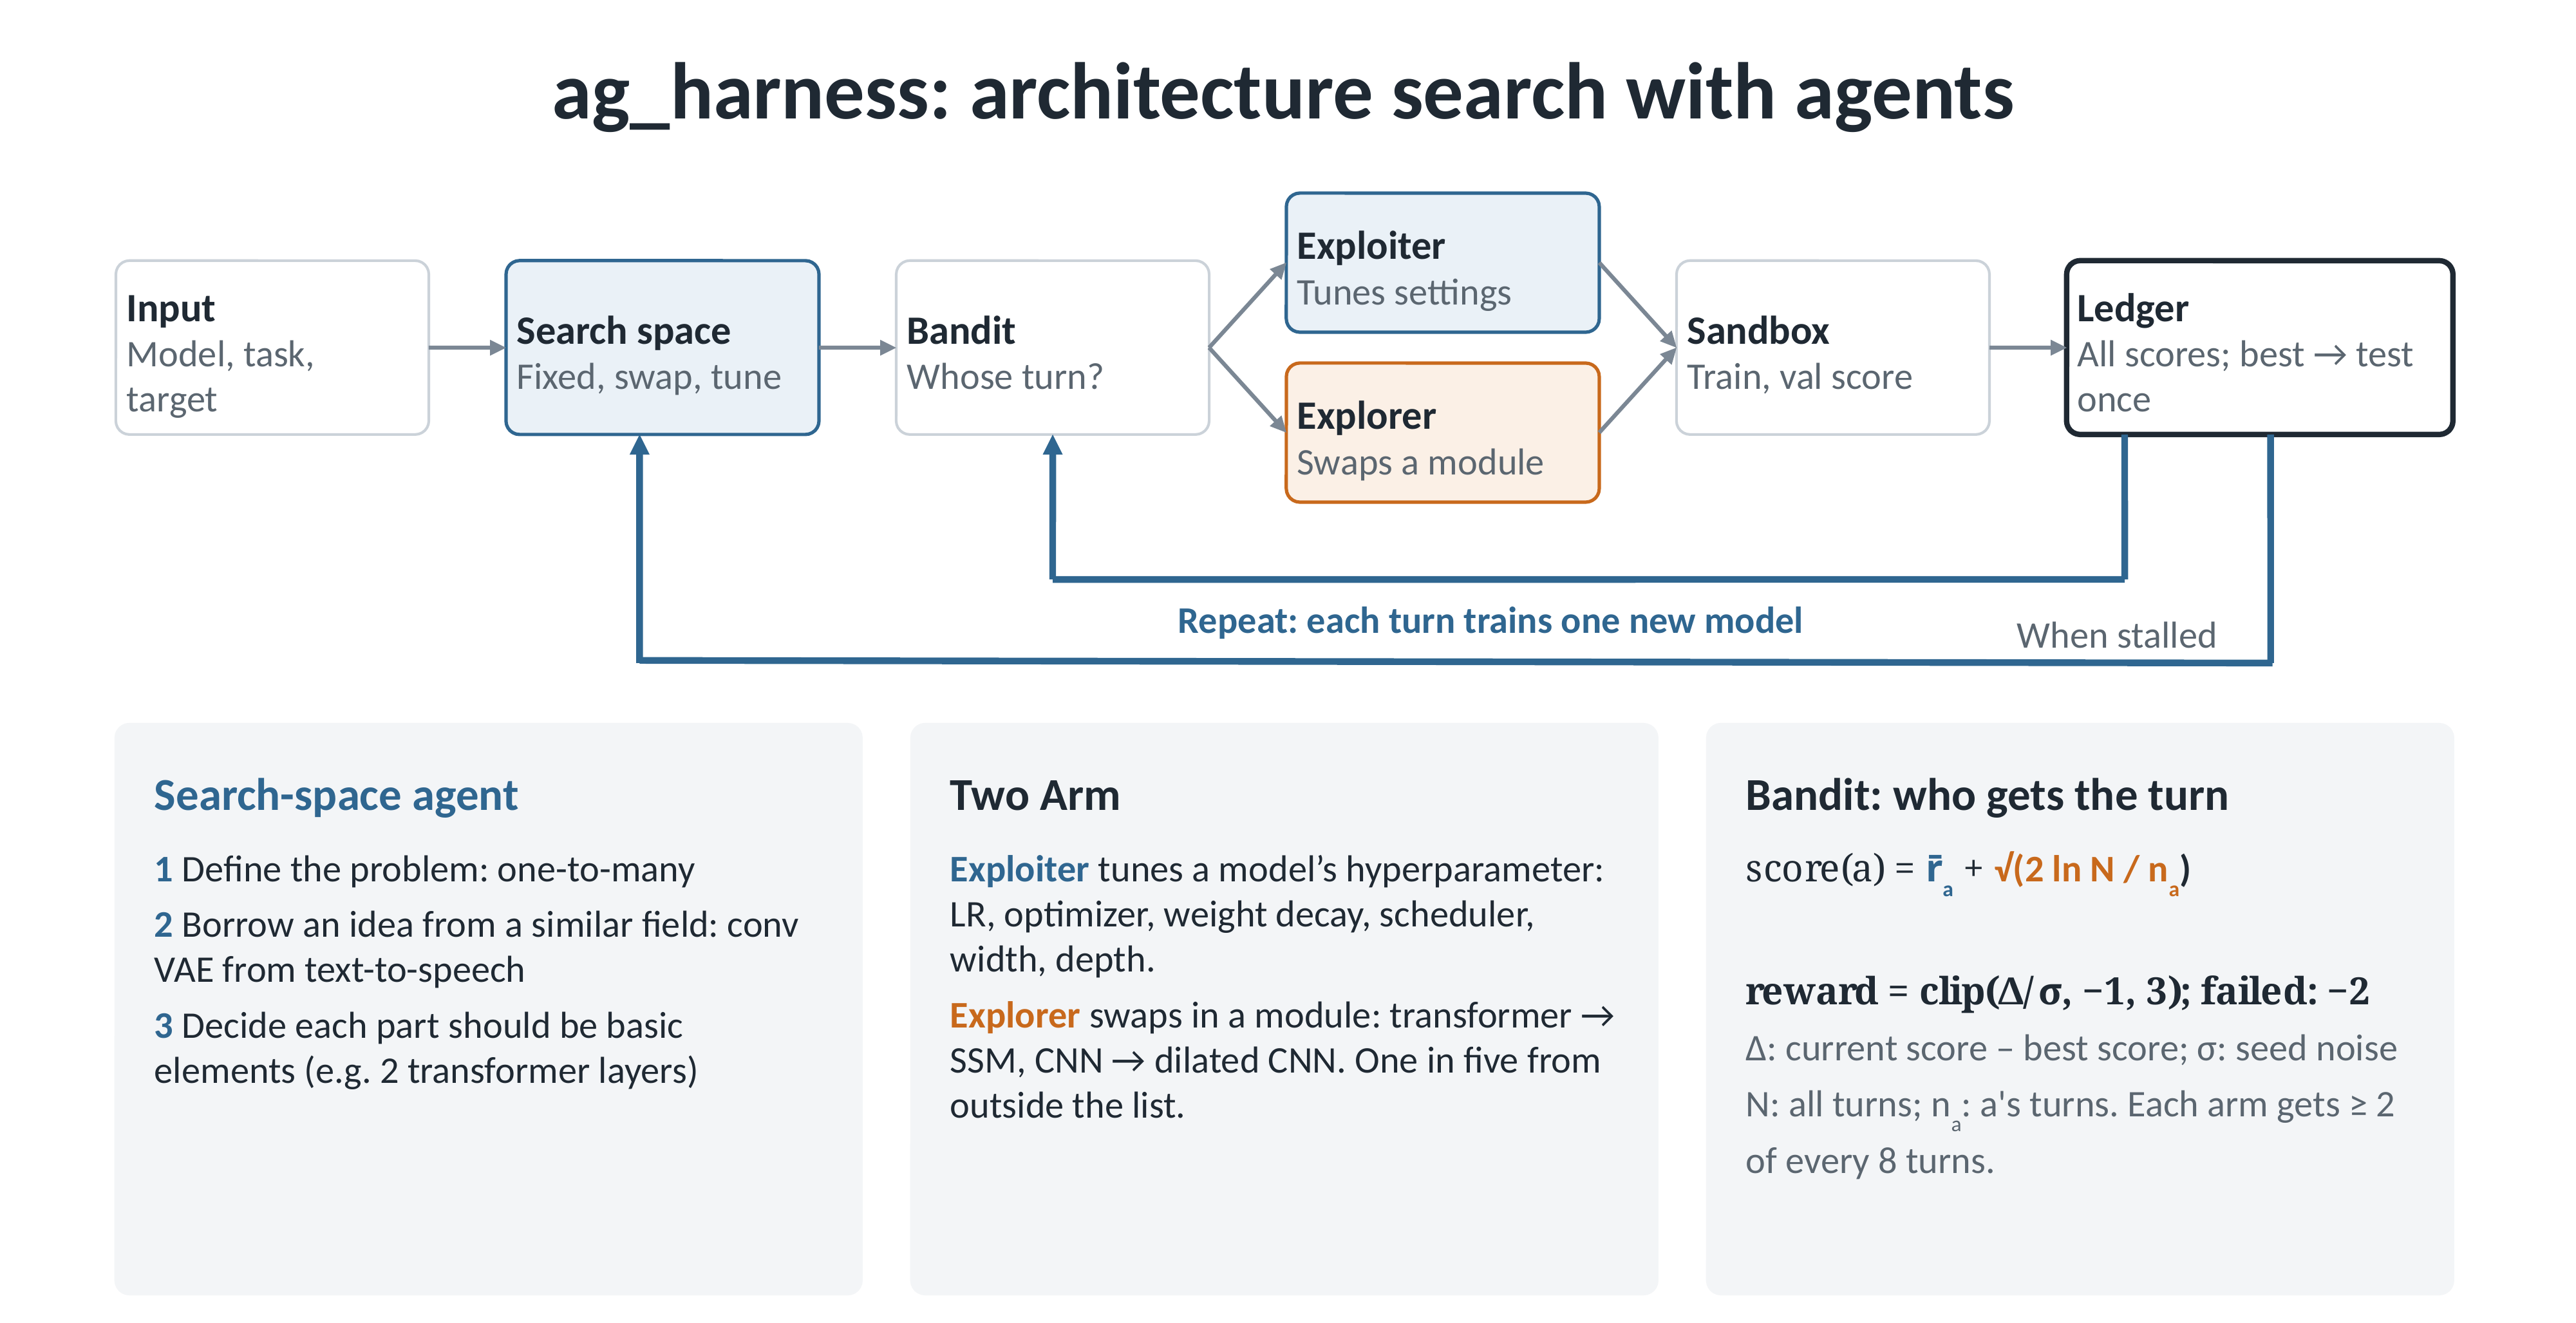 ag_harness: architecture search with agents
Input
Model, task,
target
Search space
Fixed, swap, tune
Bandit
Whose turn?
Exploiter
Tunes settings
Explorer
Swaps a module
Sandbox
Train, val score
Ledger
All scores; best → test
once
Repeat: each turn trains one new model
When stalled
Search-space agent
1 Define the problem: one-to-many
2 Borrow an idea from a similar field: conv
VAE from text-to-speech
3 Decide each part should be basic
elements (e.g. 2 transformer layers)
Two Arm
Exploiter tunes a model’s hyperparameter:
LR, optimizer, weight decay, scheduler,
width, depth.
Explorer swaps in a module: transformer →
SSM, CNN → dilated CNN. One in five from
outside the list.
Bandit: who gets the turn
score(a) = r̄ₐ + √(2 ln N / nₐ)
reward = clip(Δ/σ, −1, 3); failed: −2
Δ: current score – best score; σ: seed noise
N: all turns; nₐ: a's turns. Each arm gets ≥ 2
of every 8 turns.